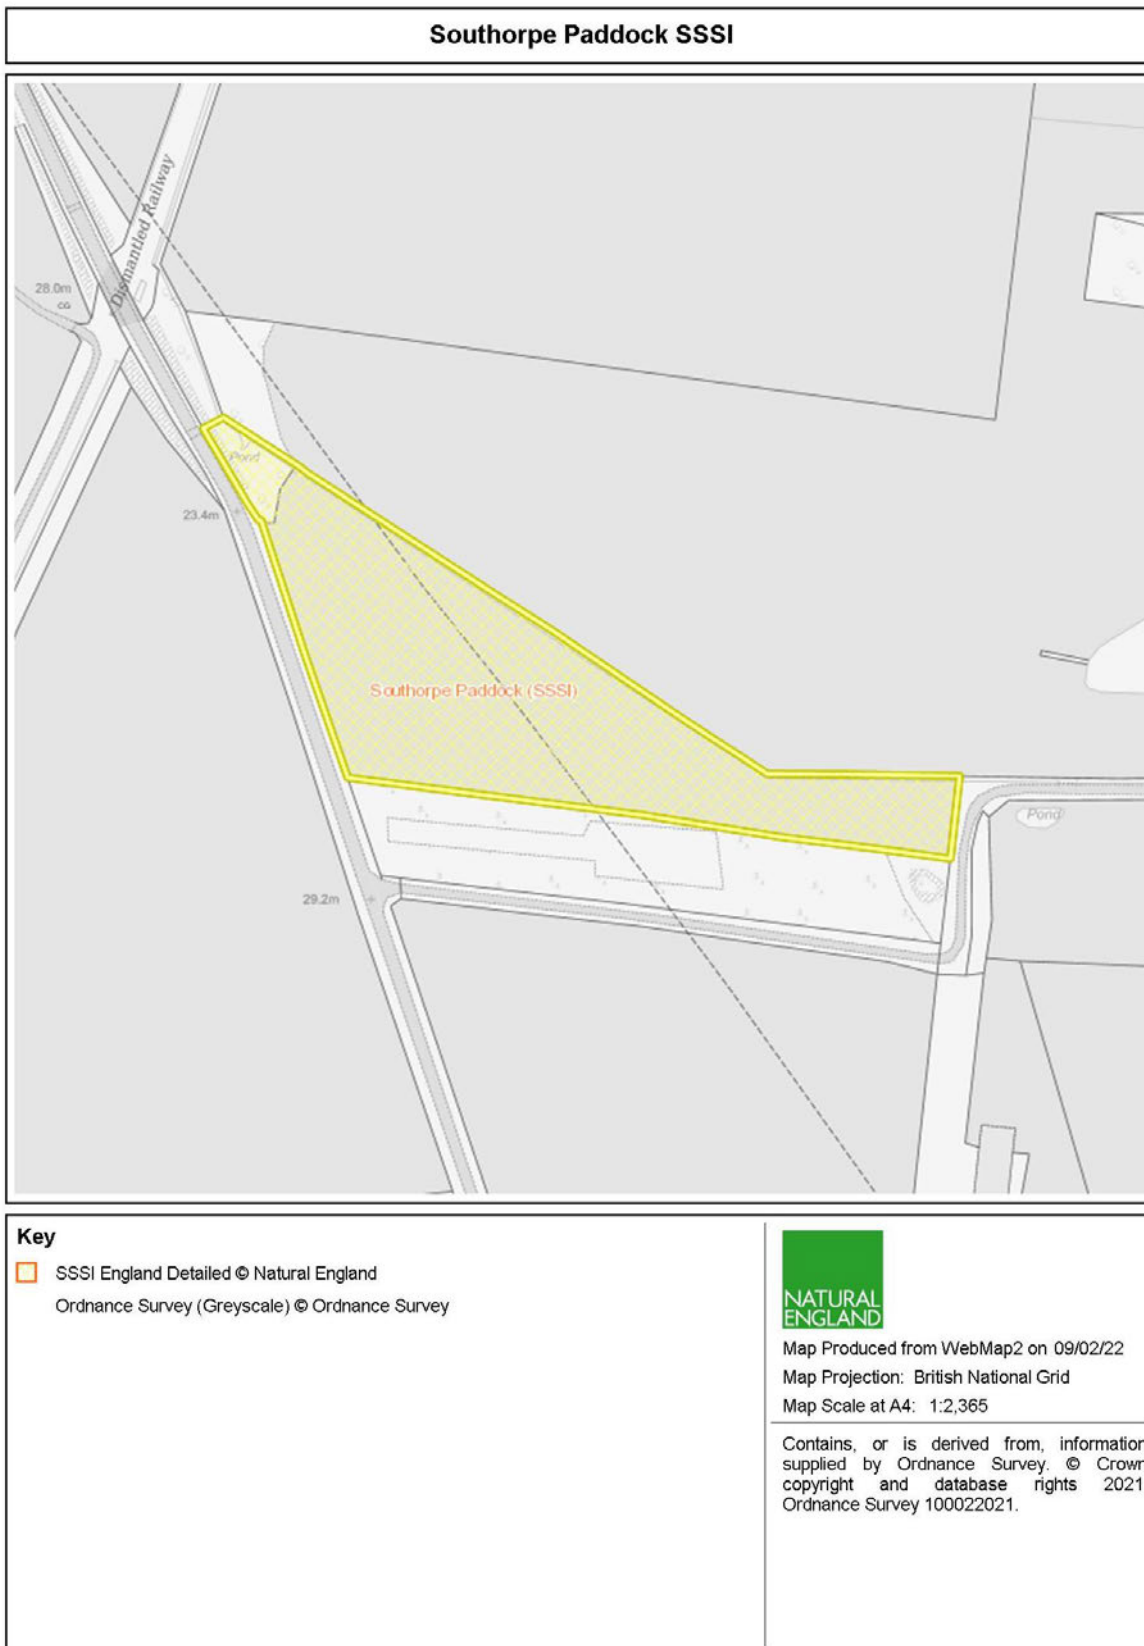 Southorpe Paddock SSSI
Dismantled Railway
28.0m
CG
Pond
23.4m
Southorpe Paddock (SSSI)
Pond
29.2m
Key
SSSI England Detailed © Natural England
Ordnance Survey (Greyscale) © Ordnance Survey
NATURAL
ENGLAND
Map Produced from WebMap2 on 09/02/22
Map Projection: British National Grid
Map Scale at A4: 1:2,365
Contains, or is derived from, information
supplied by Ordnance Survey. © Crown
copyright and database rights 2021
Ordnance Survey 100022021.